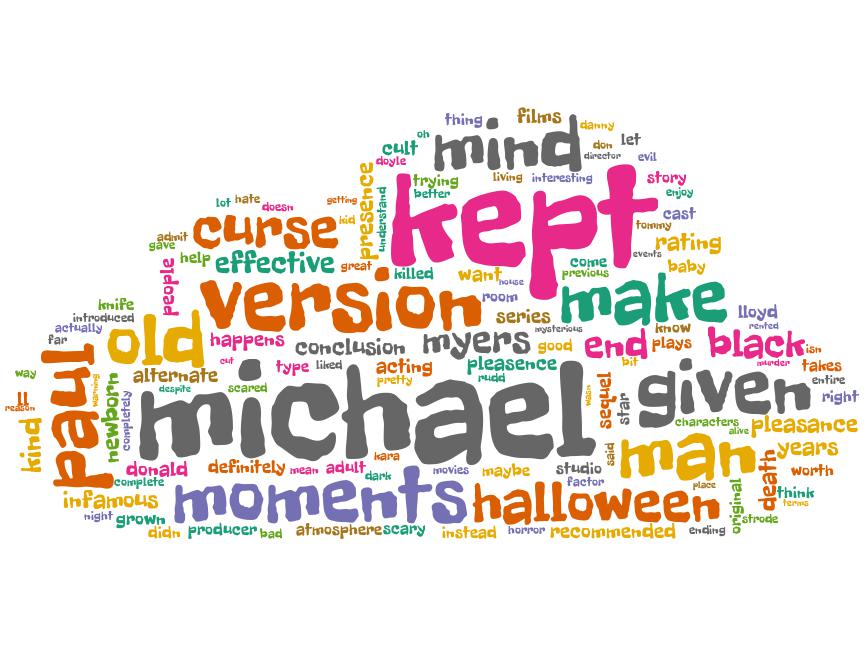 thing
films
danny
oh
cult
mind
don
let
doyle
director
evil
presence
understand
trying
living
interesting
story
better
enjoy
kept
lot
hate
doesn
getting
kid
cast
tommy
curse
admit
gave
rating
events
people
help
effective
great
killed
want
house
come
previous
baby
knife
introduced
actually
far
version
room
series
make
lloyd
rented
mysterious
know
old
happens
conclusion
myers
good
end
plays
black
isn
way
paul
cut
type
liked
acting
pleasence
bit
murder
takes
warning
newborn
completely
alternate
despite
scared
pretty
rudd
wasn
sequel
star
given
entire
right
ll
reason
michael
kind
characters
alive
pleasance
said
man
years
donald
definitely
mean
adult
kara
dark
movies
maybe
studio
factor
place
death
worth
complete
infamous
moments
halloween
original
think
terms
night
grown
strode
didn
producer
bad
atmosphere
scary
instead
horror
recommended
ending